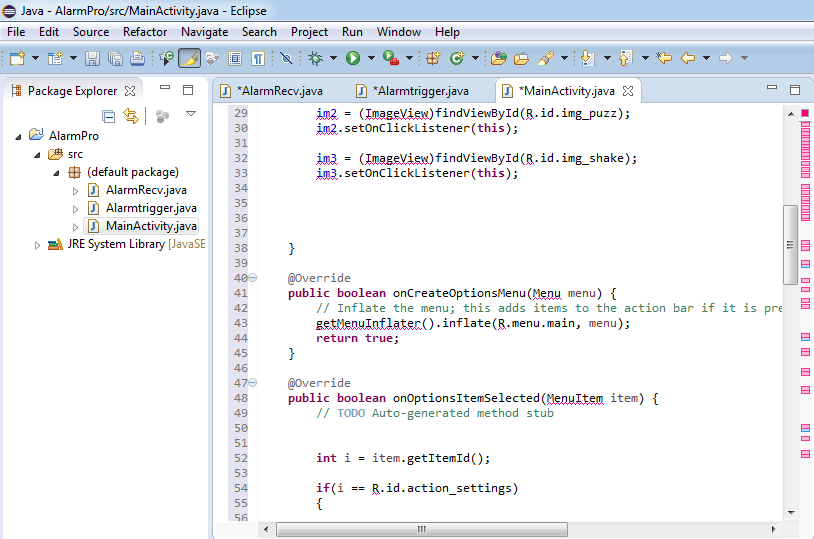 Java - AlarmPro/src/MainActivity.java - Eclipse
File Edit Source Refactor Navigate Search Project Run Window Help
Package Explorer
AlarmPro
src
(default package)
AlarmRecv.java
Alarmtrigger.java
MainActivity.java
JRE System Library [JavaSE
*AlarmRecv.java *Alarmtrigger.java *MainActivity.java
29 im2 = (ImageView)findViewById(R.id.img_puzz);
30 im2.setOnClickListener(this);
31
32 im3 = (ImageView)findViewById(R.id.img_shake);
33 im3.setOnClickListener(this);
34
35
36
37
38 }
39
40 @Override
41 public boolean onCreateOptionsMenu(Menu menu) {
42 // Inflate the menu; this adds items to the action bar if it is pre
43 getMenuInflater().inflate(R.menu.main, menu);
44 return true;
45 }
46
47 @Override
48 public boolean onOptionsItemSelected(MenuItem item) {
49 // TODO Auto-generated method stub
50
51
52 int i = item.getItemId();
53
54 if(i == R.id.action_settings)
55 {
56